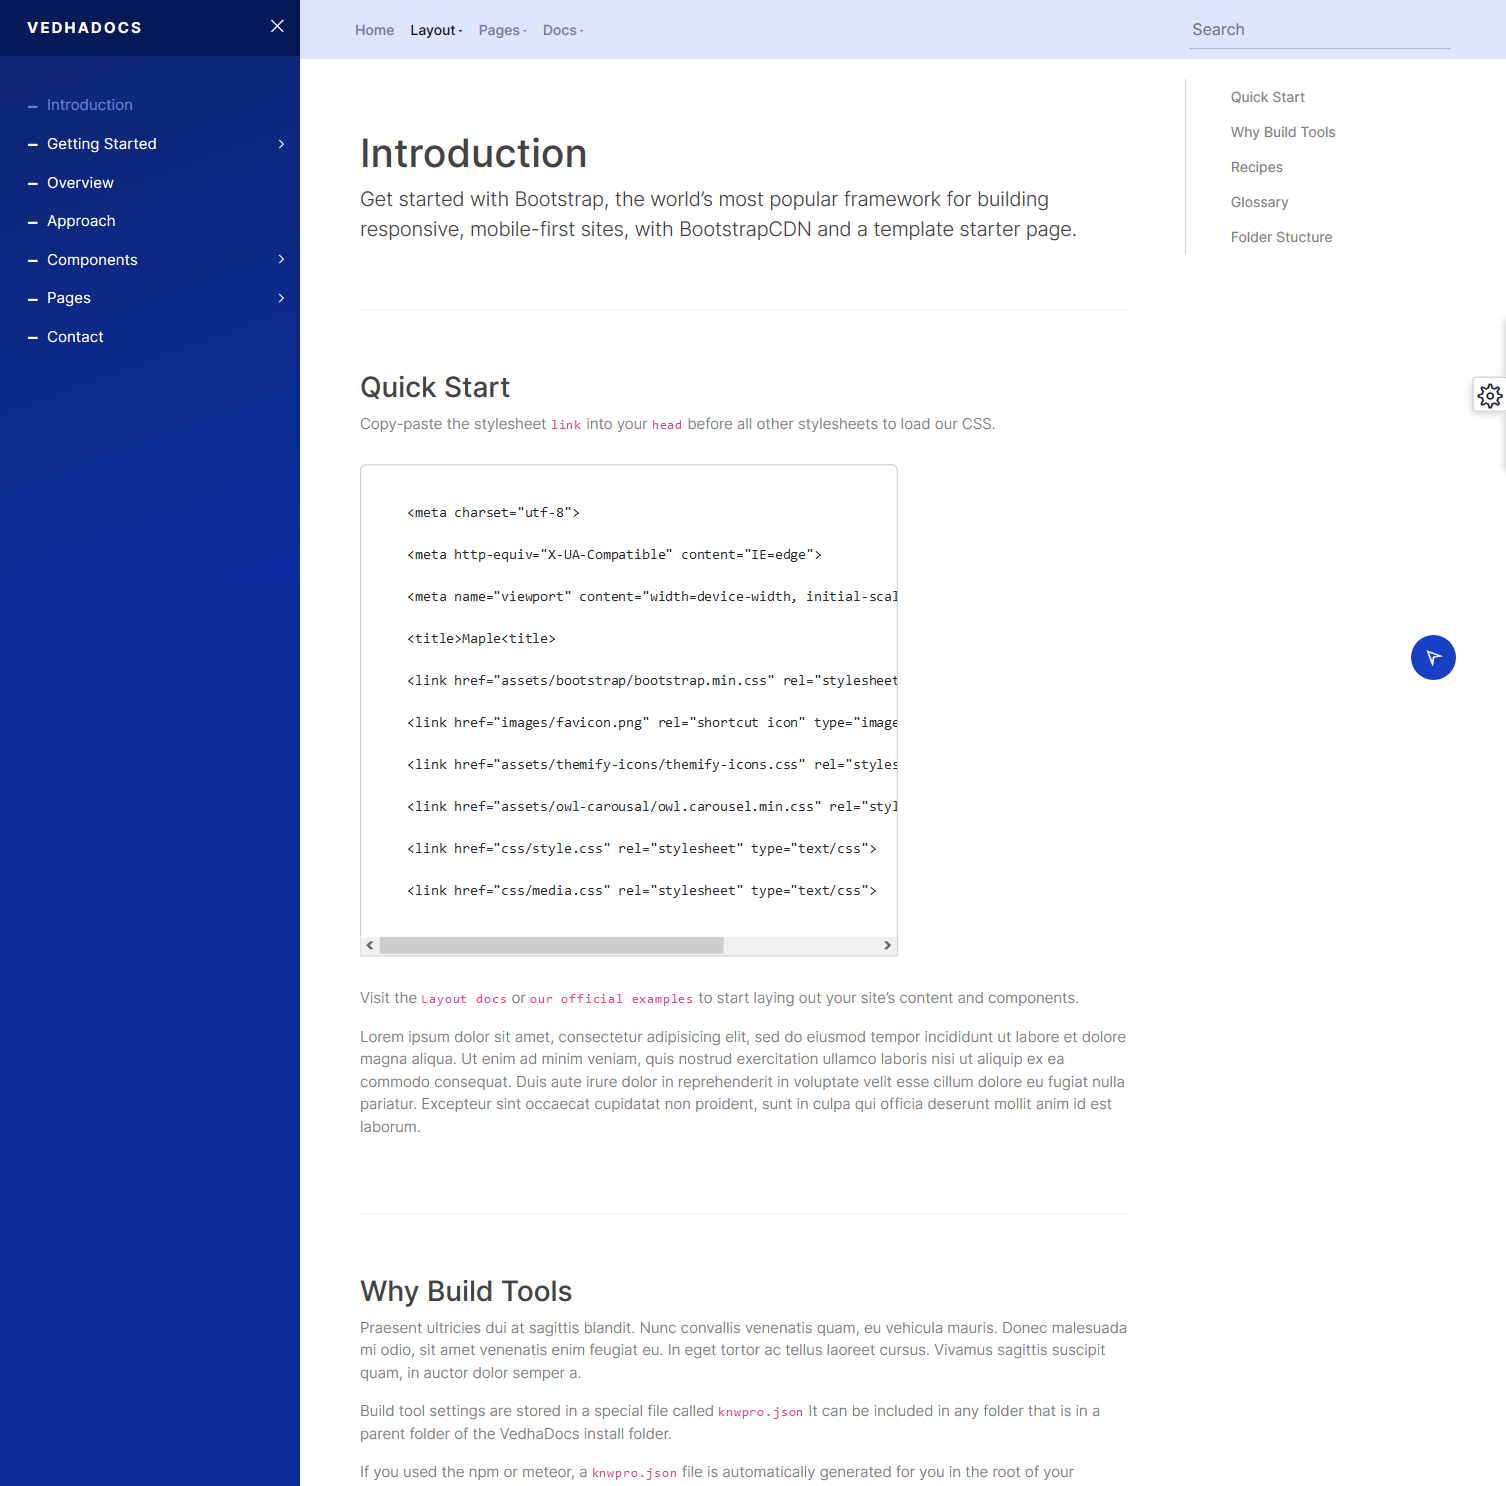 VEDHADOCS
Home Layout Pages Docs
Search
Introduction
Getting Started
Overview
Approach
Components
Pages
Contact
Introduction
Get started with Bootstrap, the world’s most popular framework for building
responsive, mobile-first sites, with BootstrapCDN and a template starter page.
Quick Start
Copy-paste the stylesheet link into your head before all other stylesheets to load our CSS.
<meta charset="utf-8">
<meta http-equiv="X-UA-Compatible" content="IE=edge">
<meta name="viewport" content="width=device-width, initial-scal
<title>Maple<title>
<link href="assets/bootstrap/bootstrap.min.css" rel="stylesheet
<link href="images/favicon.png" rel="shortcut icon" type="image
<link href="assets/themify-icons/themify-icons.css" rel="styles
<link href="assets/owl-carousal/owl.carousel.min.css" rel="styl
<link href="css/style.css" rel="stylesheet" type="text/css">
<link href="css/media.css" rel="stylesheet" type="text/css">
Visit the Layout docs or our official examples to start laying out your site’s content and components.
Lorem ipsum dolor sit amet, consectetur adipisicing elit, sed do eiusmod tempor incididunt ut labore et dolore
magna aliqua. Ut enim ad minim veniam, quis nostrud exercitation ullamco laboris nisi ut aliquip ex ea
commodo consequat. Duis aute irure dolor in reprehenderit in voluptate velit esse cillum dolore eu fugiat nulla
pariatur. Excepteur sint occaecat cupidatat non proident, sunt in culpa qui officia deserunt mollit anim id est
laborum.
Why Build Tools
Praesent ultricies dui at sagittis blandit. Nunc convallis venenatis quam, eu vehicula mauris. Donec malesuada
mi odio, sit amet venenatis enim feugiat eu. In eget tortor ac tellus laoreet cursus. Vivamus sagittis suscipit
quam, in auctor dolor semper a.
Build tool settings are stored in a special file called knwpro.json It can be included in any folder that is in a
parent folder of the VedhaDocs install folder.
If you used the npm or meteor, a knwpro.json file is automatically generated for you in the root of your
Quick Start
Why Build Tools
Recipes
Glossary
Folder Stucture